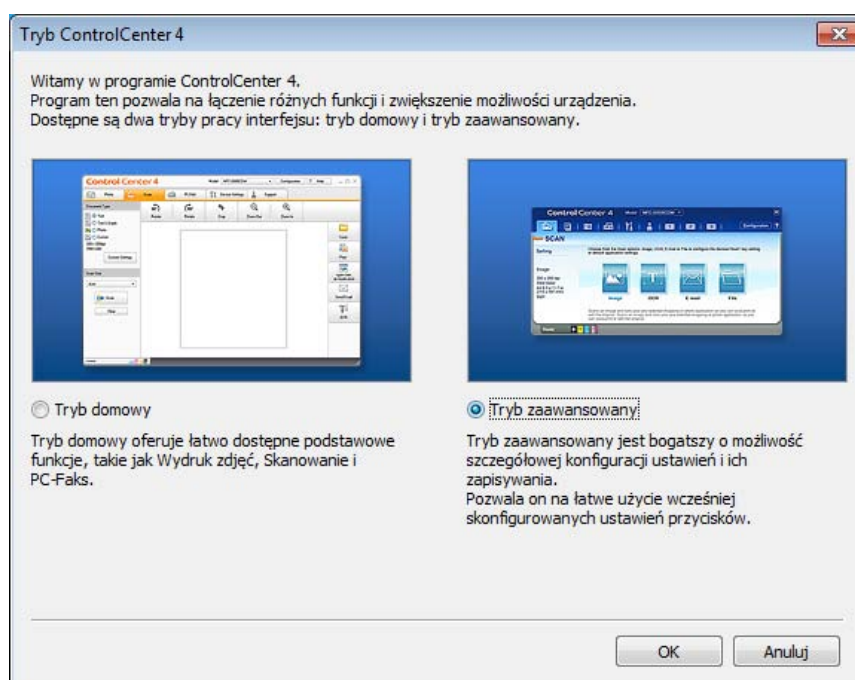 Tryb ControlCenter 4
Witamy w programie ControlCenter 4.
Program ten pozwala na łączenie różnych funkcji i zwiększenie możliwości urządzenia.
Dostępne są dwa tryby pracy interfejsu: tryb domowy i tryb zaawansowany.
Control Center 4
Control Center 4
SCAN
Image OCR E-mail File
Tryb domowy
Tryb domowy oferuje łatwo dostępne podstawowe
funkcje, takie jak Wydruk zdjęć, Skanowanie i
PC-Faks.
Tryb zaawansowany
Tryb zaawansowany jest bogatszy o możliwość
szczegółowej konfiguracji ustawień i ich
zapisywania.
Pozwala on na łatwe użycie wcześniej
skonfigurowanych ustawień przycisków.
OK Anuluj